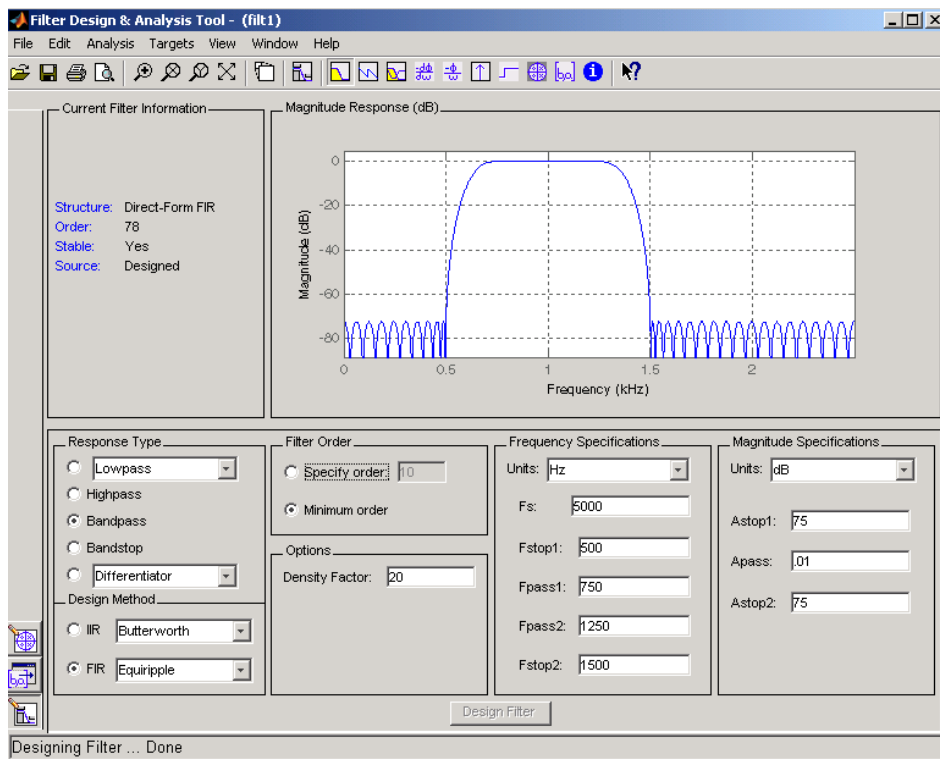 Filter Design & Analysis Tool - (filt1)
File Edit Analysis Targets View Window Help
Current Filter Information
Structure: Direct-Form FIR
Order: 78
Stable: Yes
Source: Designed
Magnitude Response (dB)
Magnitude (dB)
0
-20
-40
-60
-80
0 0.5 1 1.5 2
Frequency (kHz)
Response Type
Lowpass
Highpass
Bandpass
Bandstop
Differentiator
Design Method
IIR Butterworth
FIR Equiripple
Filter Order
Specify order: 10
Minimum order
Options
Density Factor: 20
Frequency Specifications
Units: Hz
Fs: 5000
Fstop1: 500
Fpass1: 750
Fpass2: 1250
Fstop2: 1500
Magnitude Specifications
Units: dB
Astop1: 75
Apass: .01
Astop2: 75
Design Filter
Designing Filter ... Done